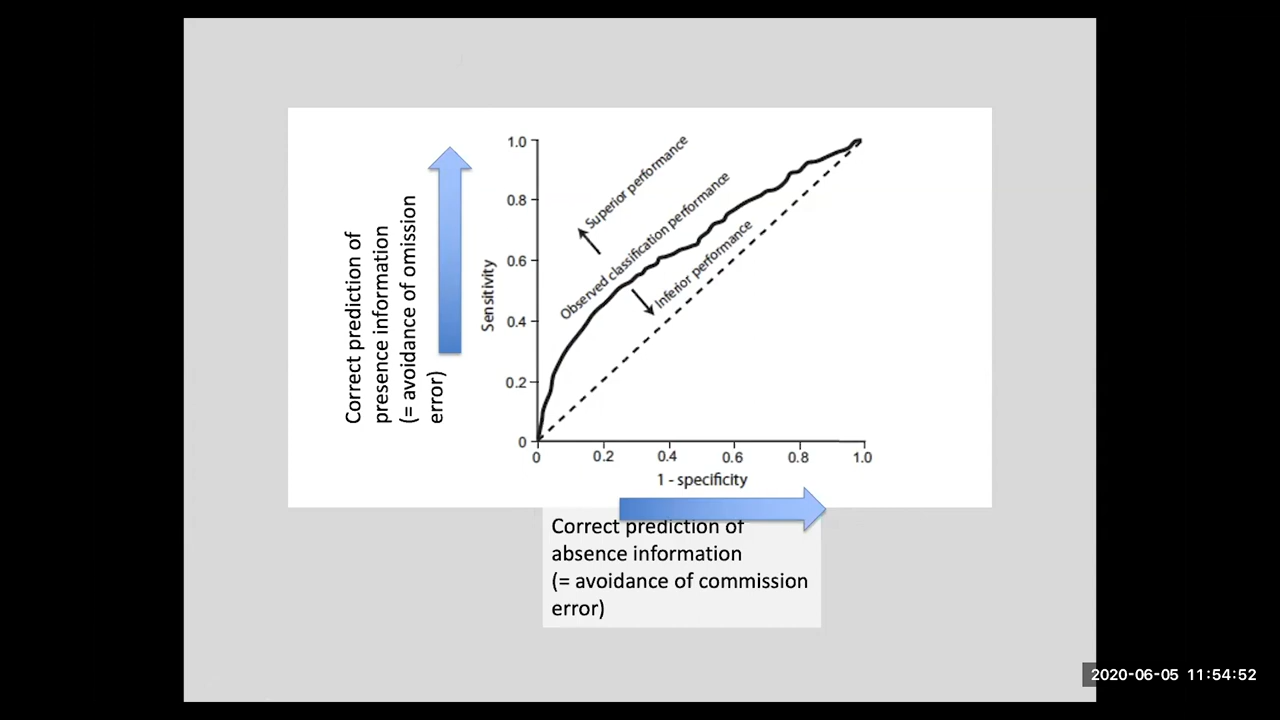 Correct prediction of
presence information
(= avoidance of omission
error)
Sensitivity
1.0
0.8
0.6
0.4
0.2
0
Superior performance
Observed classification performance
Inferior performance
0 0.2 0.4 0.6 0.8 1.0
1 - specificity
Correct prediction of
absence information
(= avoidance of commission
error)
2020-06-05 11:54:52